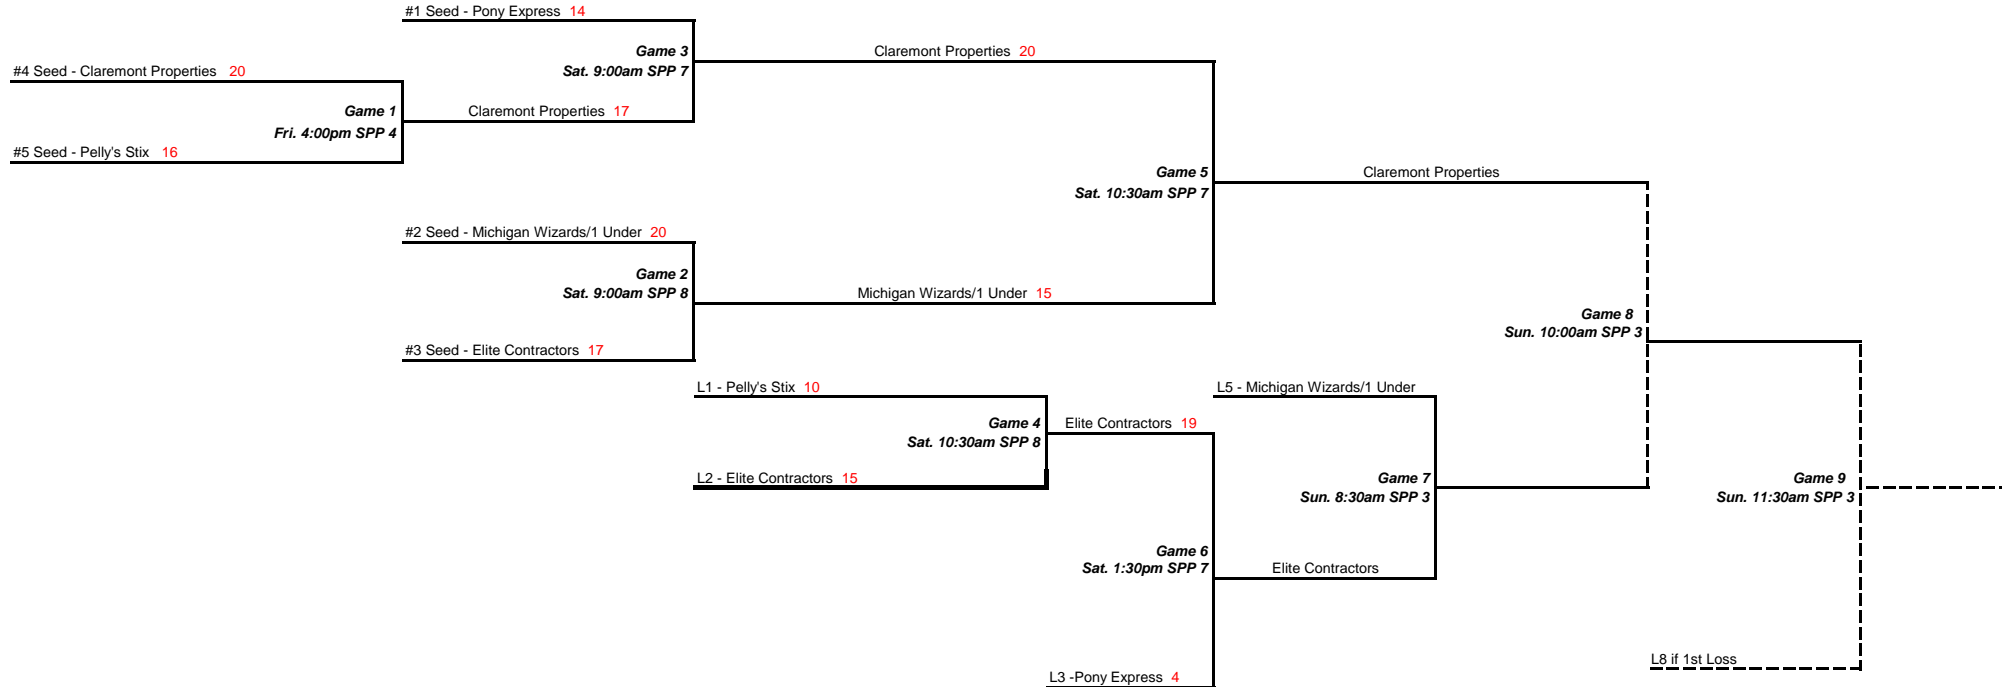 #1 Seed - Pony Express 14
Game 3
Sat. 9:00am SPP 7
Claremont Properties 20
#4 Seed - Claremont Properties 20
Game 1
Fri. 4:00pm SPP 4
Claremont Properties 17
#5 Seed - Pelly's Stix 16
Game 5
Sat. 10:30am SPP 7
Claremont Properties
#2 Seed - Michigan Wizards/1 Under 20
Game 2
Sat. 9:00am SPP 8
Michigan Wizards/1 Under 15
#3 Seed - Elite Contractors 17
Game 8
Sun. 10:00am SPP 3
L1 - Pelly's Stix 10
L5 - Michigan Wizards/1 Under
Game 4
Sat. 10:30am SPP 8
Elite Contractors 19
L2 - Elite Contractors 15
Game 7
Sun. 8:30am SPP 3
Game 9
Sun. 11:30am SPP 3
Game 6
Sat. 1:30pm SPP 7
Elite Contractors
L8 if 1st Loss
L3 -Pony Express 4